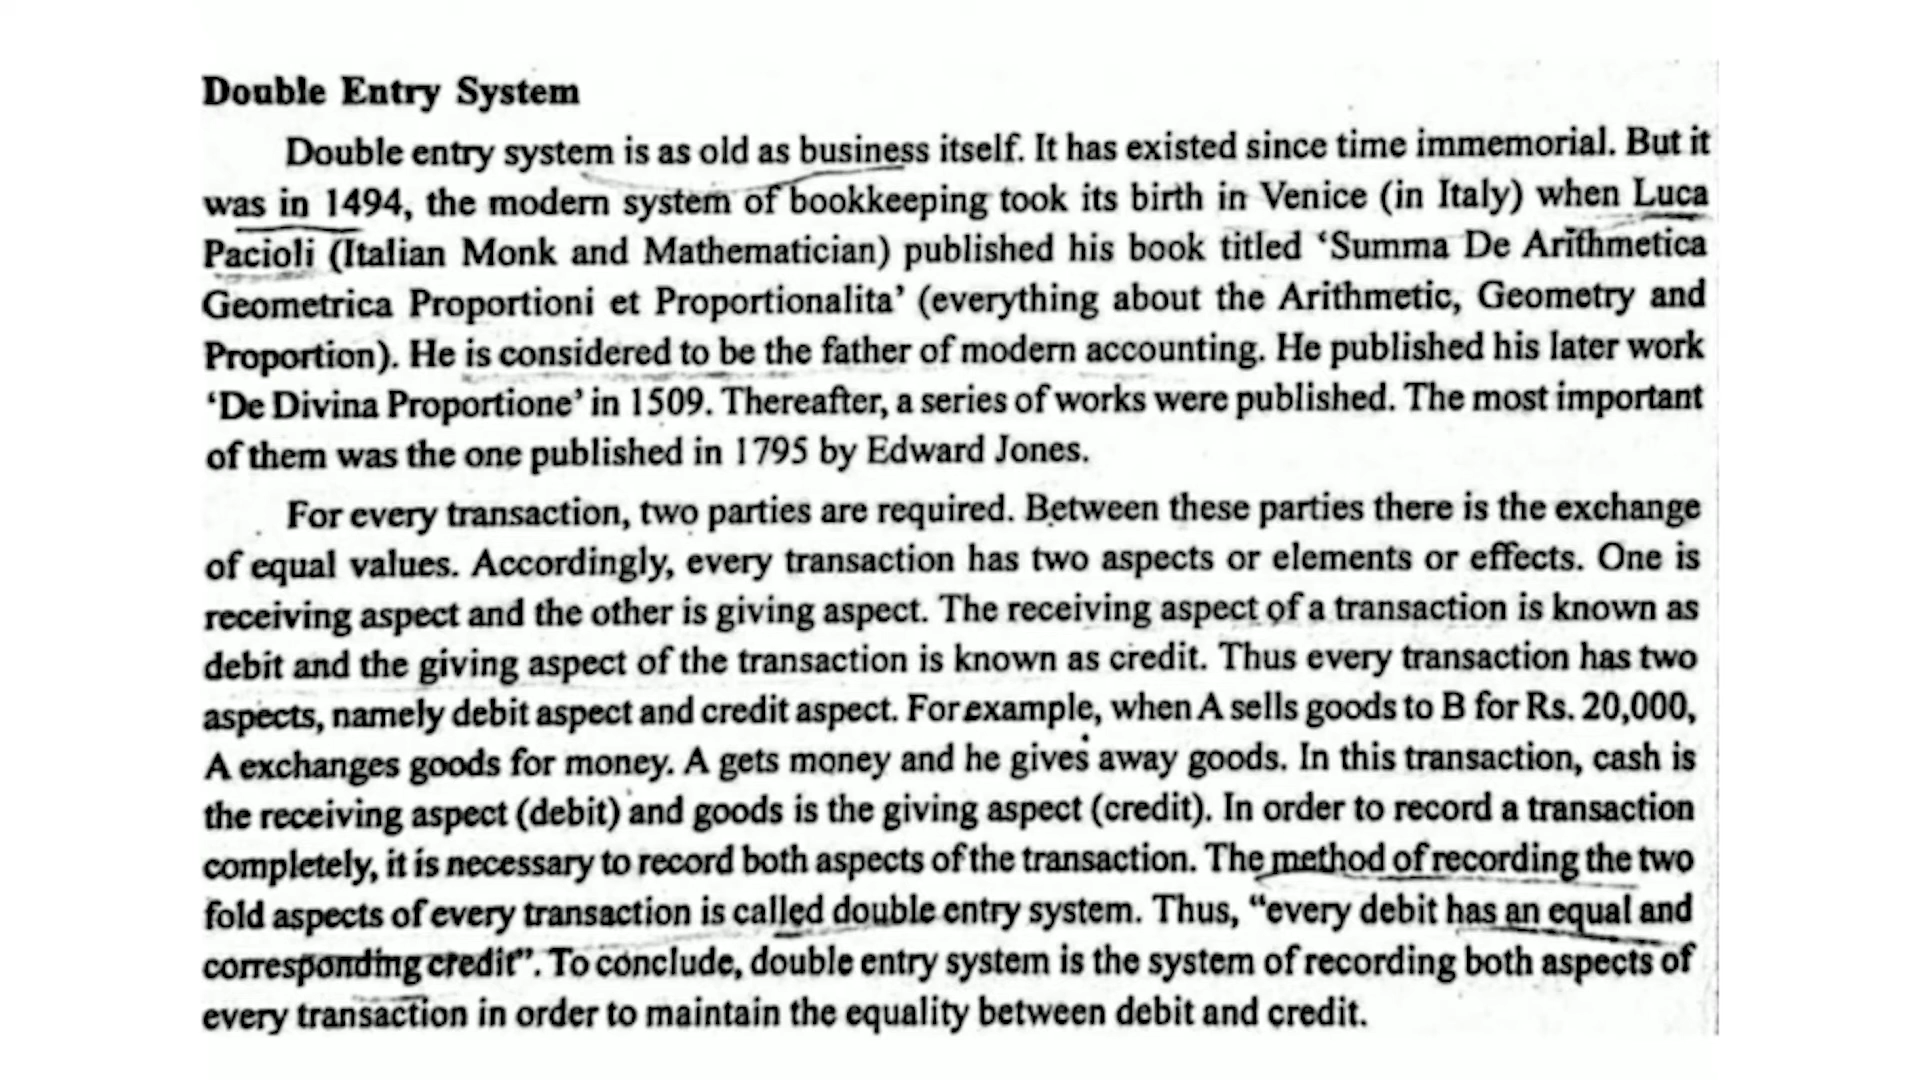 Double Entry System
Double entry system is as old as business itself. It has existed since time immemorial. But it
was in 1494, the modern system of bookkeeping took its birth in Venice (in Italy) when Luca
Pacioli (Italian Monk and Mathematician) published his book titled ‘Summa De Arithmetica
Geometrica Proportioni et Proportionalita’ (everything about the Arithmetic, Geometry and
Proportion). He is considered to be the father of modern accounting. He published his later work
‘De Divina Proportione’ in 1509. Thereafter, a series of works were published. The most important
of them was the one published in 1795 by Edward Jones.
For every transaction, two parties are required. Between these parties there is the exchange
of equal values. Accordingly, every transaction has two aspects or elements or effects. One is
receiving aspect and the other is giving aspect. The receiving aspect of a transaction is known as
debit and the giving aspect of the transaction is known as credit. Thus every transaction has two
aspects, namely debit aspect and credit aspect. For example, when A sells goods to B for Rs. 20,000,
A exchanges goods for money. A gets money and he gives away goods. In this transaction, cash is
the receiving aspect (debit) and goods is the giving aspect (credit). In order to record a transaction
completely, it is necessary to record both aspects of the transaction. The method of recording the two
fold aspects of every transaction is called double entry system. Thus, “every debit has an equal and
corresponding credit”. To conclude, double entry system is the system of recording both aspects of
every transaction in order to maintain the equality between debit and credit.